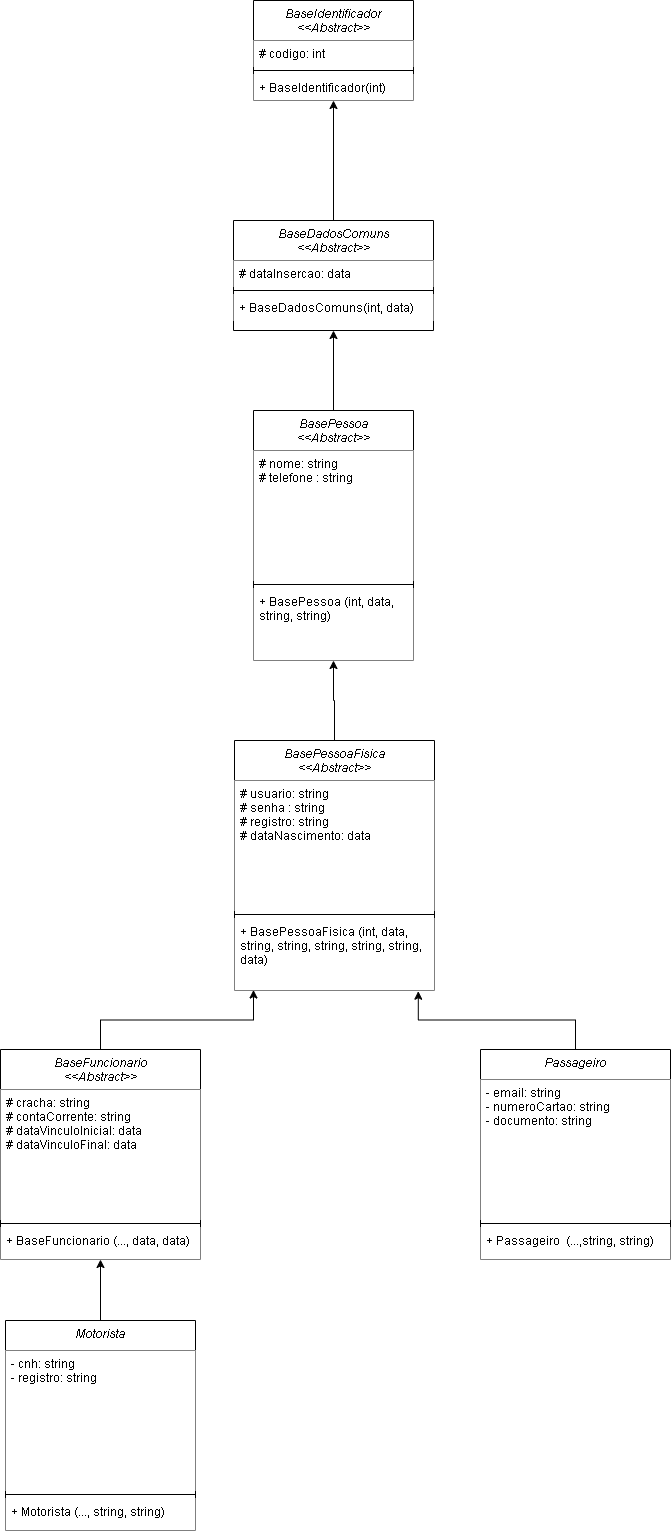 BaseIdentificador
<<Abstract>>
# codigo: int
+ BaseIdentificador(int)
BaseDadosComuns
<<Abstract>>
# dataInsercao: data
+ BaseDadosComuns(int, data)
BasePessoa
<<Abstract>>
# nome: string
# telefone : string
+ BasePessoa (int, data,
string, string)
BasePessoaFisica
<<Abstract>>
# usuario: string
# senha : string
# registro: string
# dataNascimento: data
+ BasePessoaFisica (int, data,
string, string, string, string, string,
data)
BaseFuncionario
<<Abstract>>
# cracha: string
# contaCorrente: string
# dataVinculoInicial: data
# dataVinculoFinal: data
+ BaseFuncionario (..., data, data)
Passageiro
- email: string
- numeroCartao: string
- documento: string
+ Passageiro  (...,string, string)
Motorista
- cnh: string
- registro: string
+ Motorista (..., string, string)